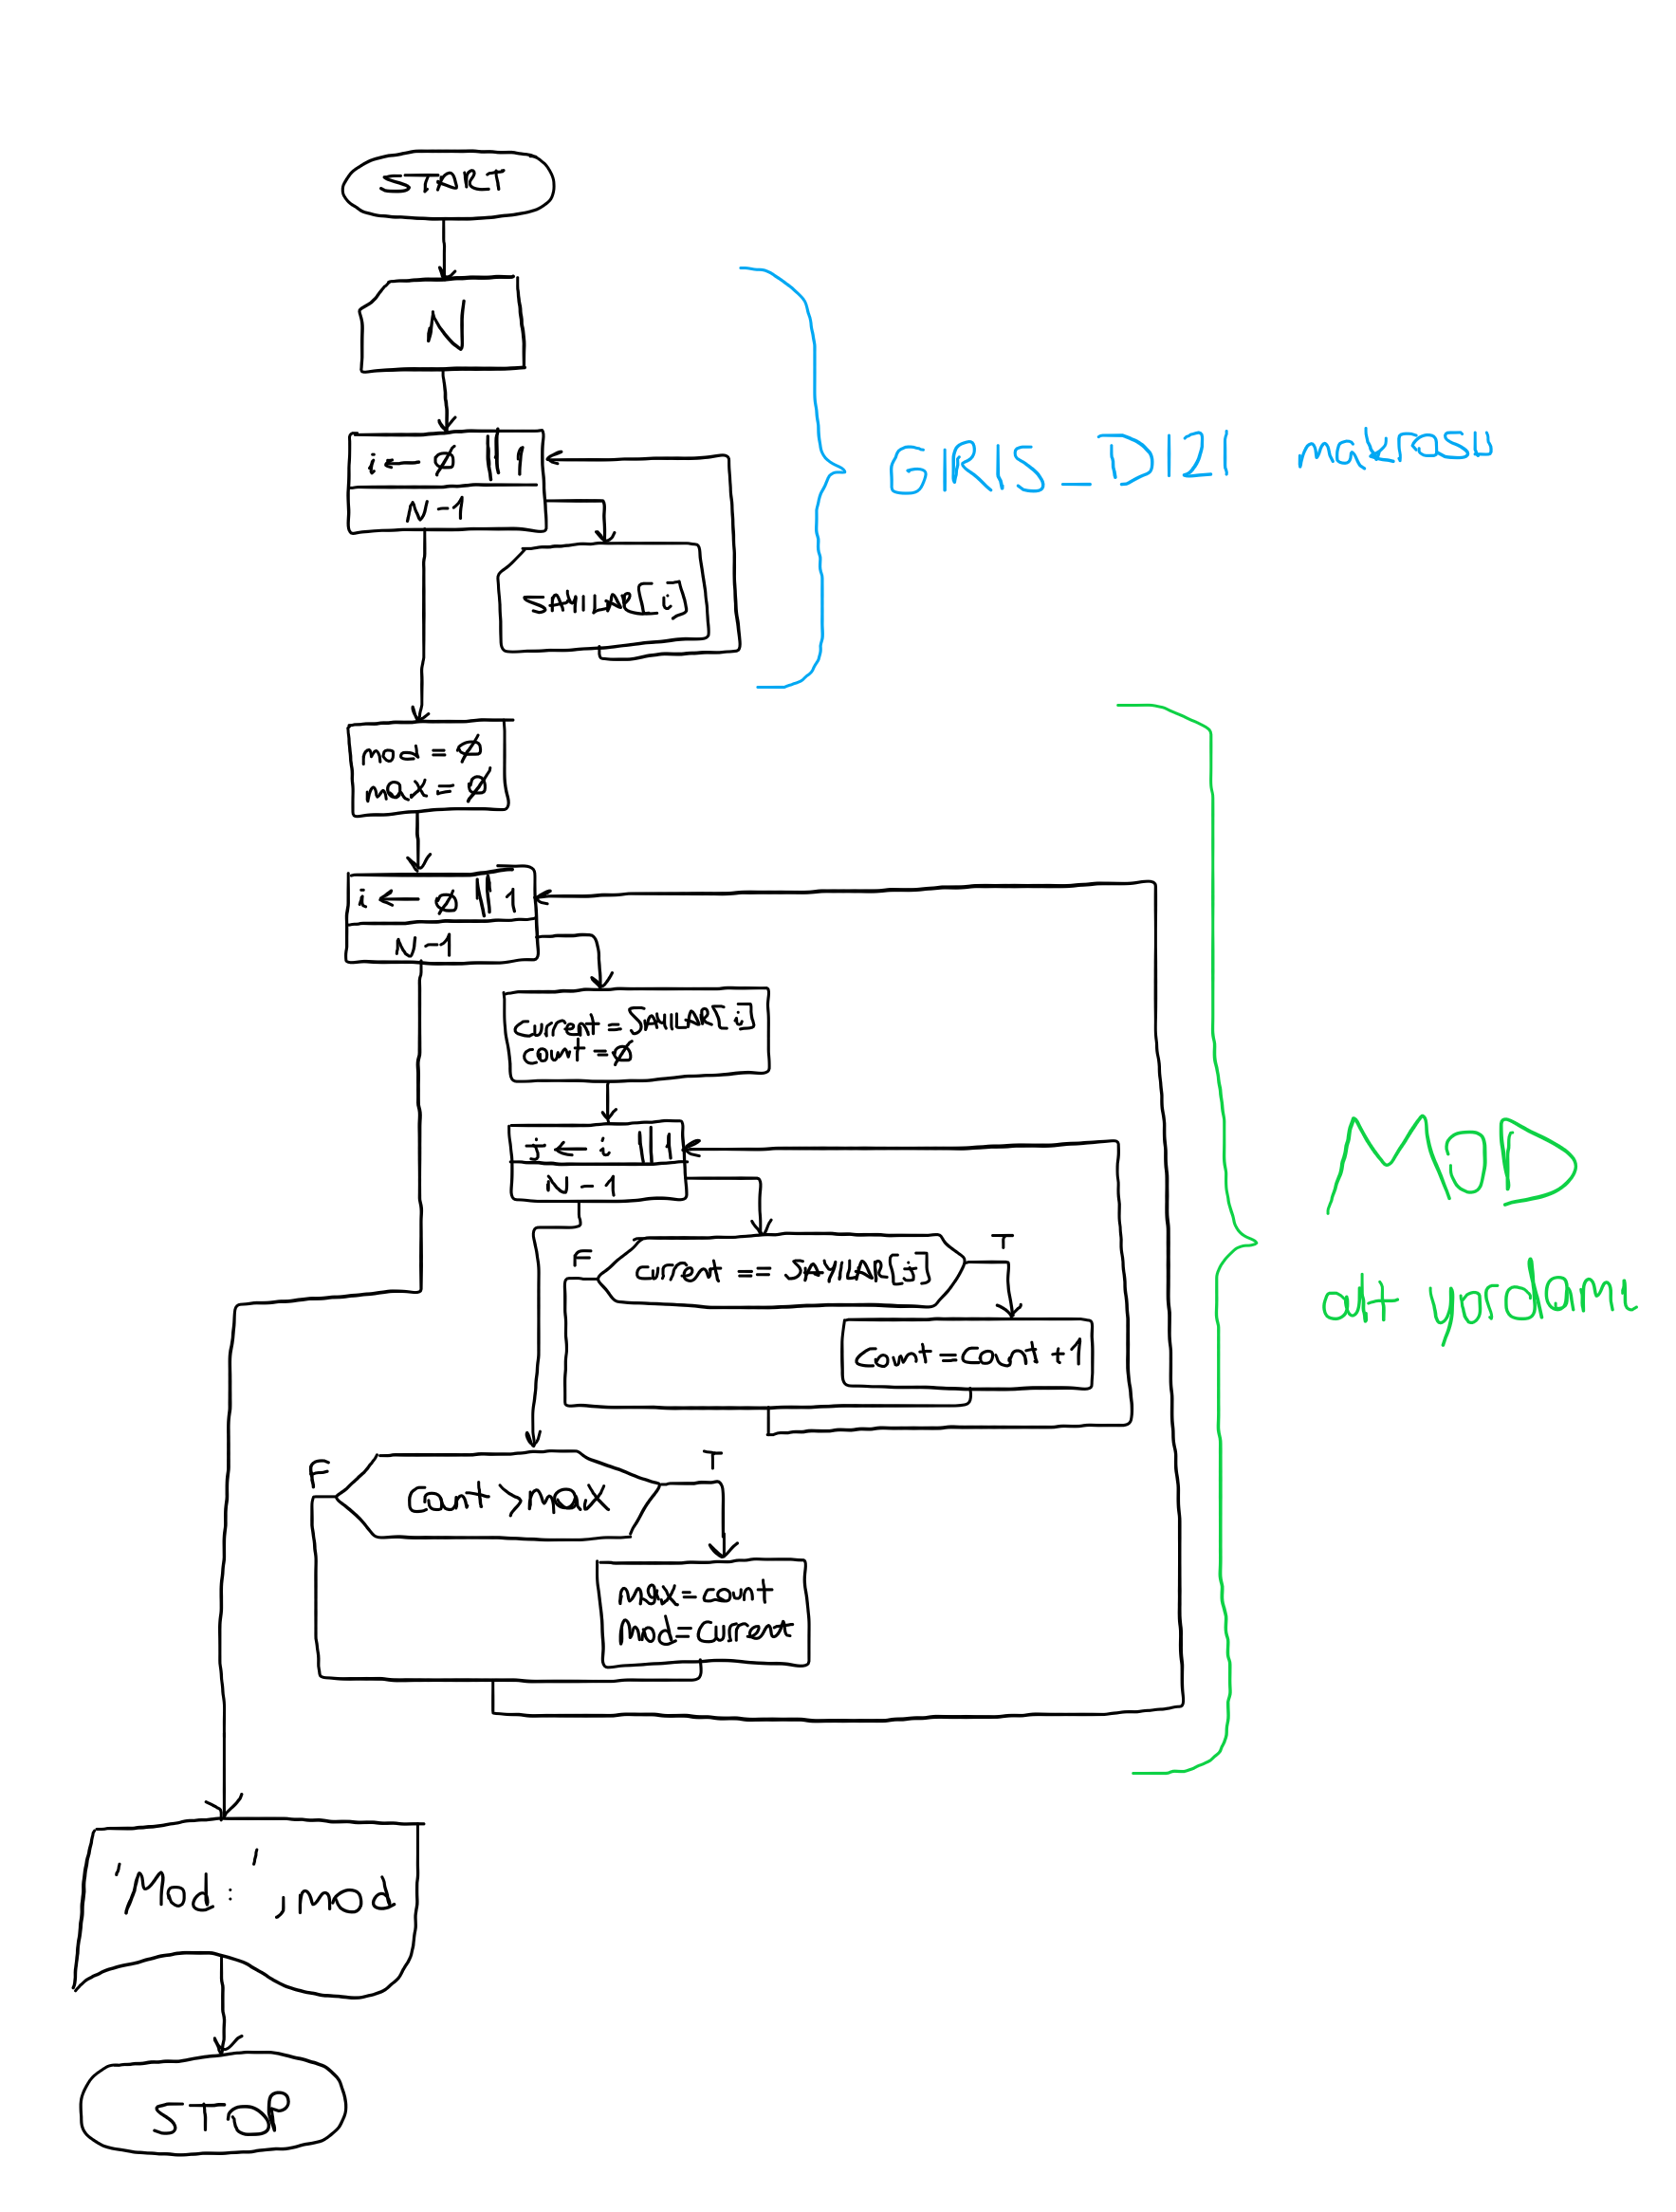 START
N
i ← Ø || 1
N-1
SAYILAR[i]
GIRIS_DIZI makrosu
mod = Ø
max = Ø
i ← Ø || 1
N-1
current = SAYILAR[i]
count = Ø
j ← i || 1
N-1
F
current == SAYILAR[j]
T
count = count + 1
MOD
alt yordamı
F
count > max
T
max = count
mod = current
'Mod: ', mod
STOP